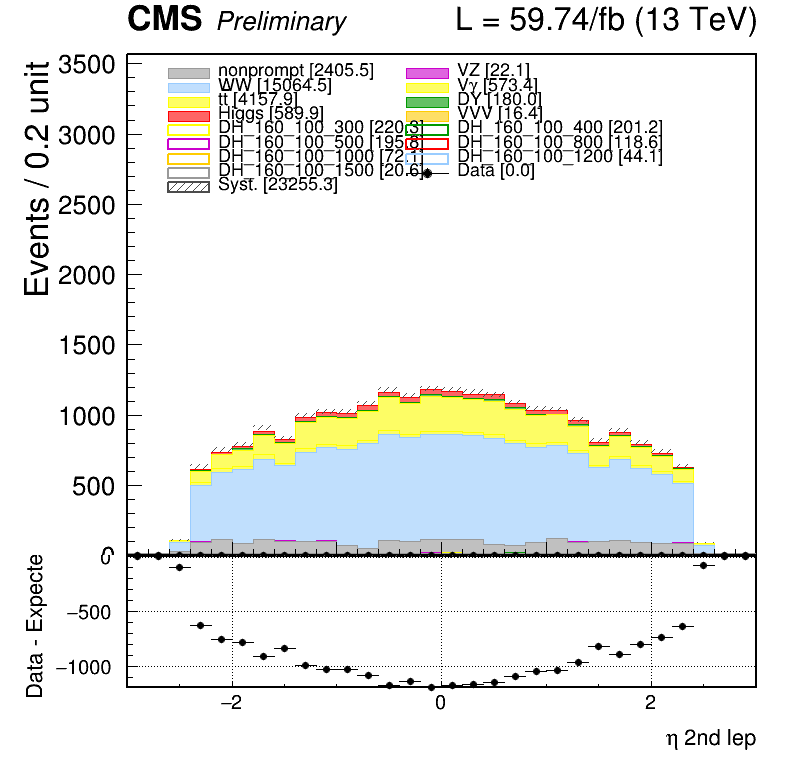 CMS Preliminary L = 59.74/fb (13 TeV)
Events / 0.2 unit
3500
3000
2500
2000
1500
1000
500
0
nonprompt [2405.5] VZ [22.1]
WW [15064.5] Vγ [573.4]
tt [4157.9] DY [180.0]
Higgs [589.9] VVV [16.4]
DH_160_100_300 [220.3] DH_160_100_400 [201.2]
DH_160_100_500 [195.8] DH_160_100_800 [118.6]
DH_160_100_1000 [72.1] DH_160_100_1200 [44.1]
DH_160_100_1500 [20.6] Data [0.0]
Syst. [23255.3]
Data - Expecte
0
−500
−1000
−2 0 2
η 2nd lep